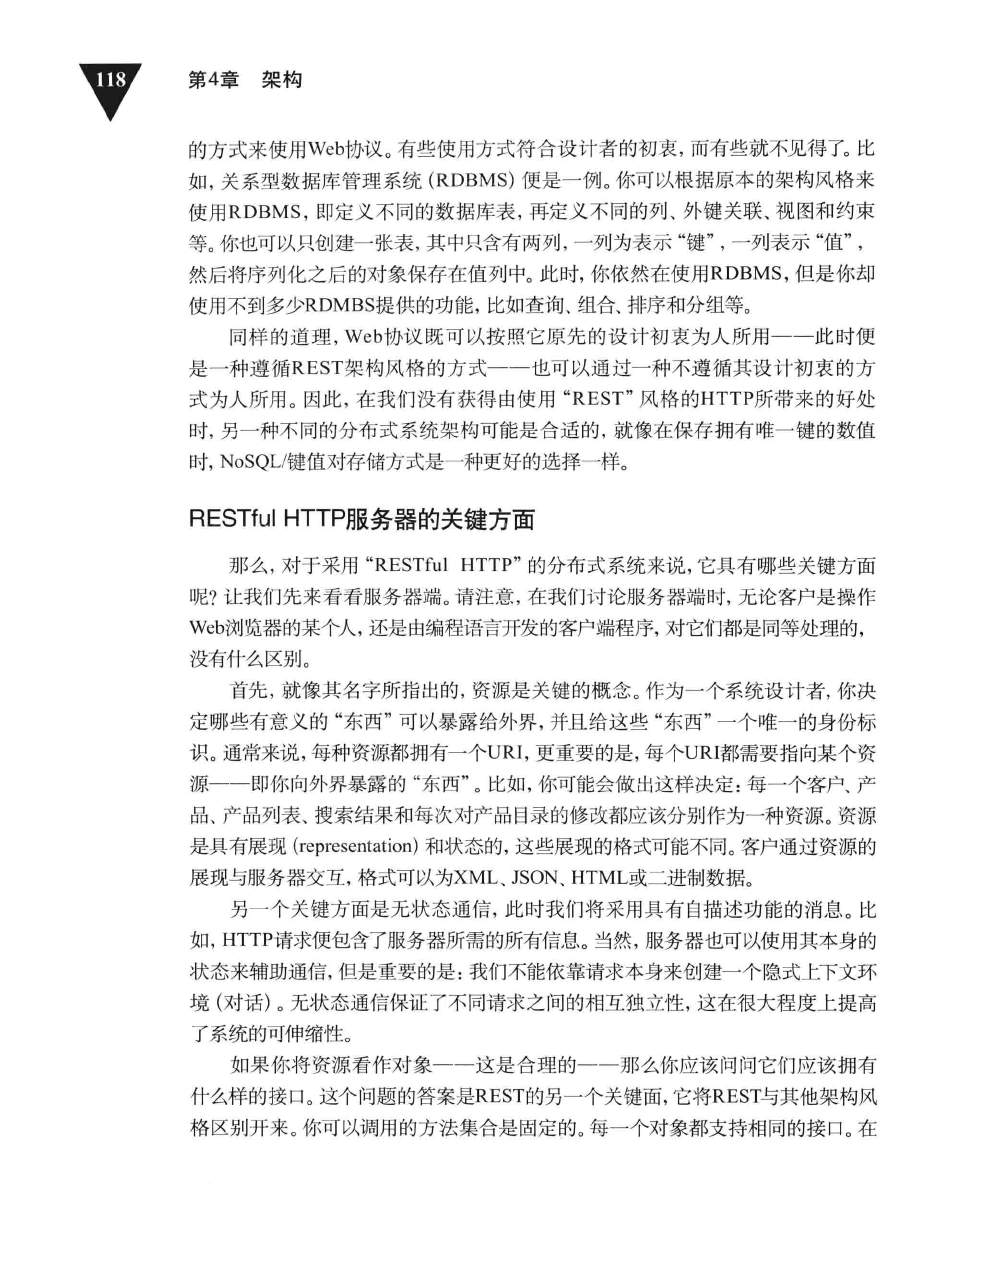 118
第4章 架构
的方式来使用Web协议。有些使用方式符合设计者的初衷，而有些就不见得了。比
如，关系型数据库管理系统（RDBMS）便是一例。你可以根据原本的架构风格来
使用RDBMS，即定义不同的数据库表，再定义不同的列、外键关联、视图和约束
等。你也可以只创建一张表，其中只含有两列，一列为表示“键”，一列表示“值”，
然后将序列化之后的对象保存在值列中。此时，你依然在使用RDBMS，但是你却
使用不到多少RDMBS提供的功能，比如查询、组合、排序和分组等。
同样的道理，Web协议既可以按照它原先的设计初衷为人所用——此时便
是一种遵循REST架构风格的方式——也可以通过一种不遵循其设计初衷的方
式为人所用。因此，在我们没有获得由使用“REST”风格的HTTP所带来的好处
时，另一种不同的分布式系统架构可能是合适的，就像在保存拥有唯一键的数值
时，NoSQL/键值对存储方式是一种更好的选择一样。
RESTful HTTP服务器的关键方面
那么，对于采用“RESTful HTTP”的分布式系统来说，它具有哪些关键方面
呢？让我们先来看看服务器端。请注意，在我们讨论服务器端时，无论客户是操作
Web浏览器的某个人，还是由编程语言开发的客户端程序，对它们都是同等处理的，
没有什么区别。
首先，就像其名字所指出的，资源是关键的概念。作为一个系统设计者，你决
定哪些有意义的“东西”可以暴露给外界，并且给这些“东西”一个唯一的身份标
识。通常来说，每种资源都拥有一个URI，更重要的是，每个URI都需要指向某个资
源——即你向外界暴露的“东西”。比如，你可能会做出这样决定：每一个客户、产
品、产品列表、搜索结果和每次对产品目录的修改都应该分别作为一种资源。资源
是具有展现（representation）和状态的，这些展现的格式可能不同。客户通过资源的
展现与服务器交互，格式可以为XML、JSON、HTML或二进制数据。
另一个关键方面是无状态通信，此时我们将采用具有自描述功能的消息。比
如，HTTP请求便包含了服务器所需的所有信息。当然，服务器也可以使用其本身的
状态来辅助通信，但是重要的是：我们不能依靠请求本身来创建一个隐式上下文环
境（对话）。无状态通信保证了不同请求之间的相互独立性，这在很大程度上提高
了系统的可伸缩性。
如果你将资源看作对象——这是合理的——那么你应该问问它们应该拥有
什么样的接口。这个问题的答案是REST的另一个关键面，它将REST与其他架构风
格区别开来。你可以调用的方法集合是固定的。每一个对象都支持相同的接口。在